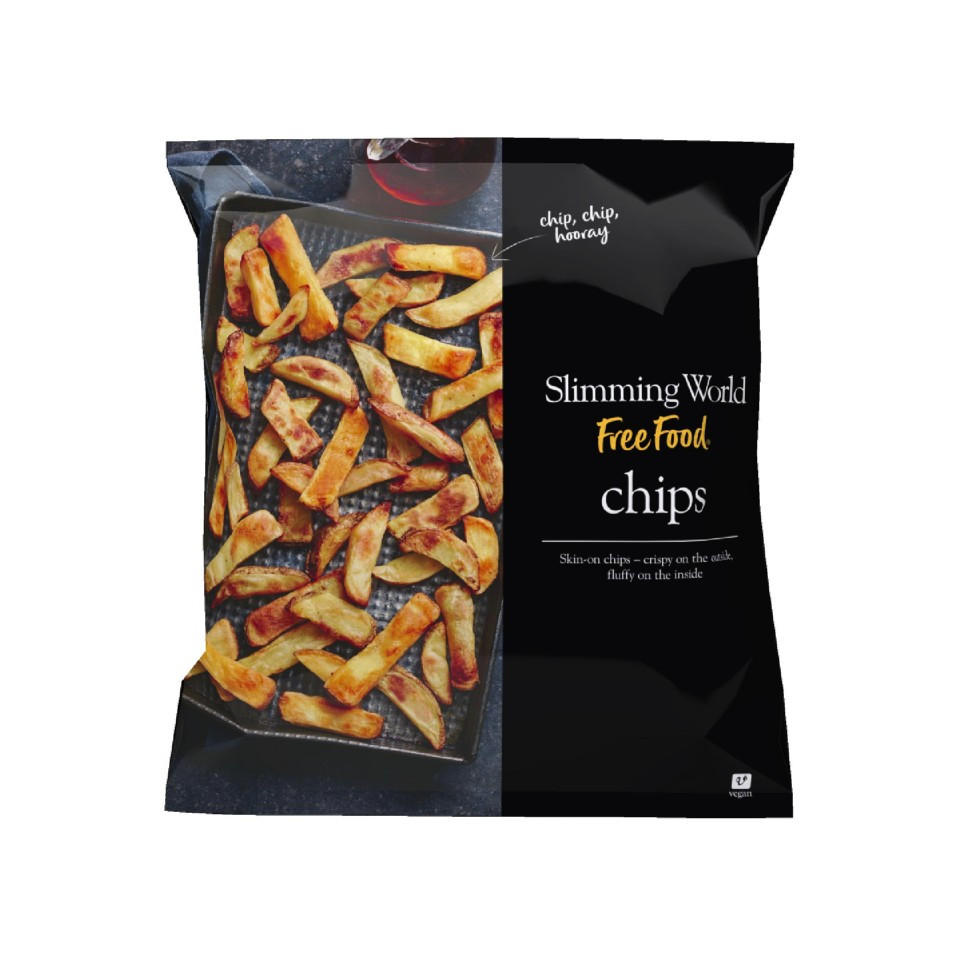 chip, chip,
hooray
Slimming World
Free Food®
chips
Skin-on chips – crispy on the outside,
fluffy on the inside
vegan